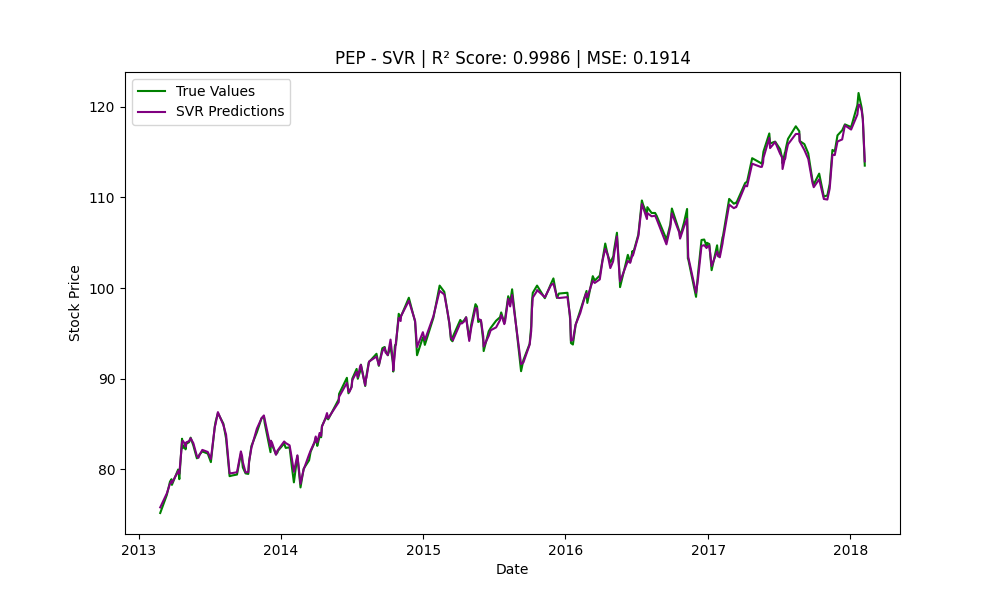 PEP - SVR | R² Score: 0.9986 | MSE: 0.1914
True Values
SVR Predictions
Stock Price
120
110
100
90
80
2013 2014 2015 2016 2017 2018
Date